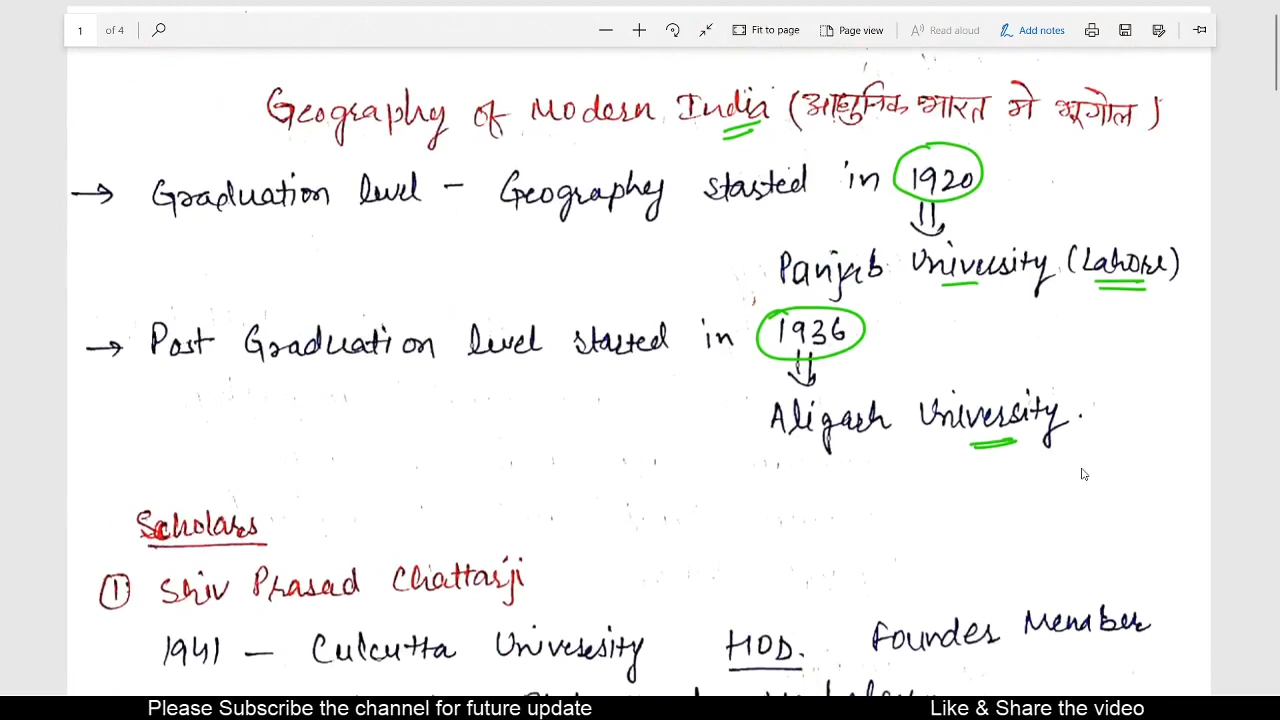 1 of 4 Fit to page Page view Read aloud Add notes
Geography of Modern India (आधुनिक भारत मे भूगोल)
→ Graduation level - Geography started in 1920
Panjab University (Lahore)
→ Post Graduation level started in 1936
Aligarh University.
Scholars
① Shiv Prasad Chattarji
1941 - Culcutta University HOD. Founder Member
Please Subscribe the channel for future update Like & Share the video